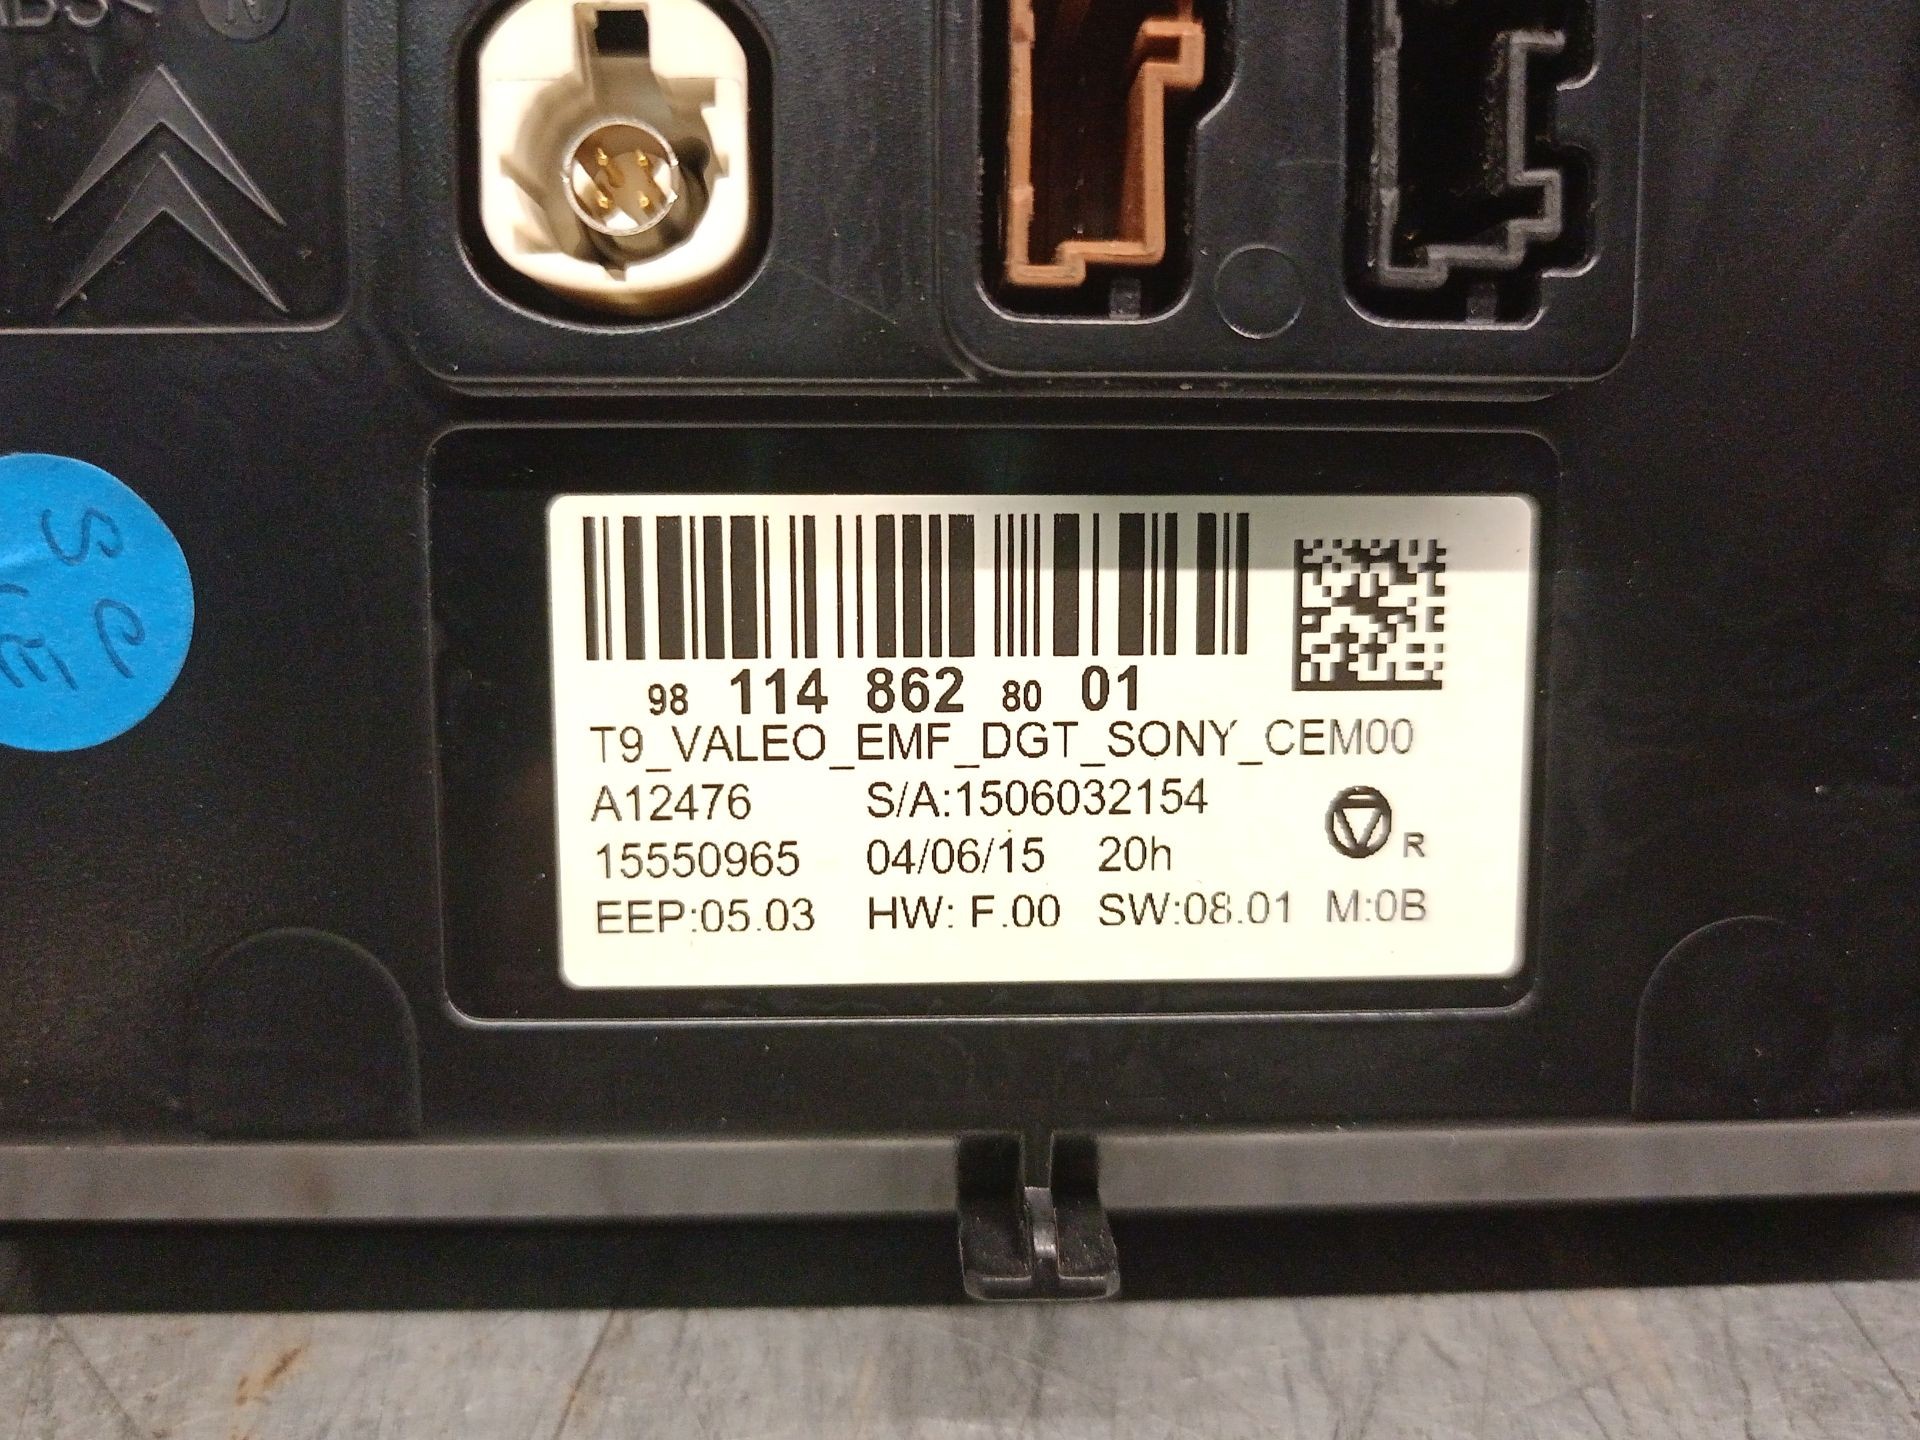 98 114 862 80 01
T9_VALEO_EMF_DGT_SONY_CEM00
A12476 S/A:1506032154
15550965 04/06/15 20h R
EEP:05.03 HW: F.00 SW:08.01 M:0B